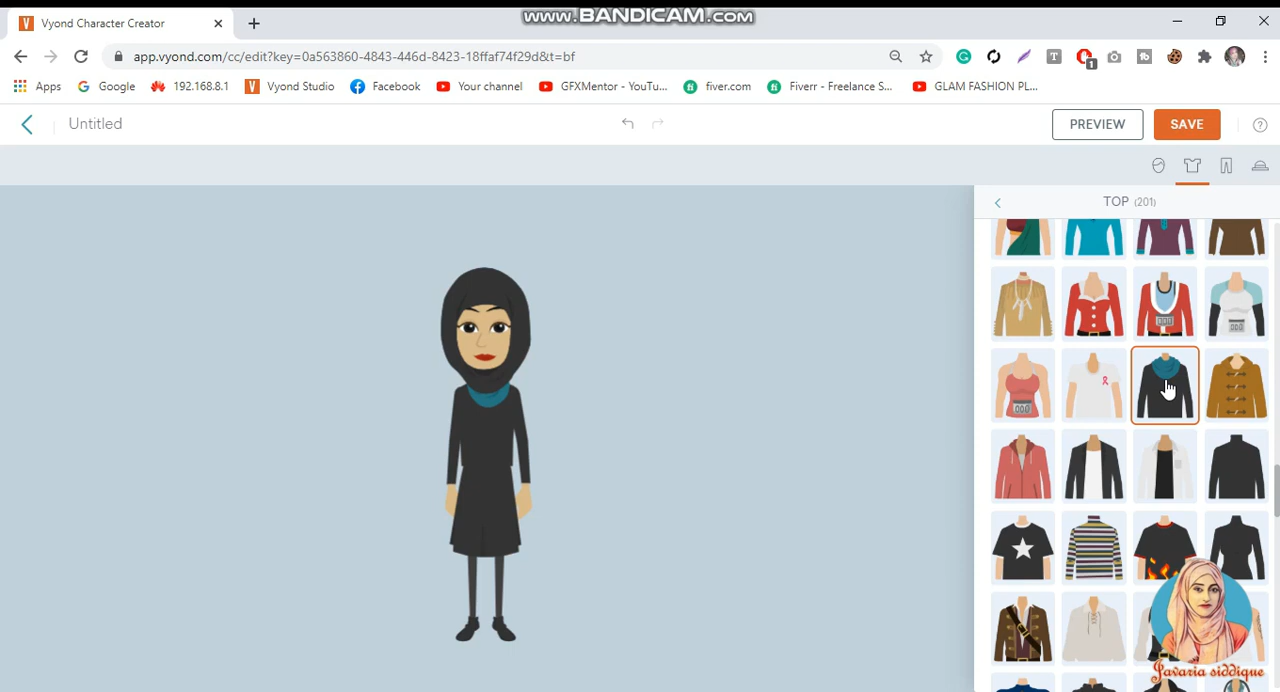 WWW.BANDICAM.COM
Vyond Character Creator
app.vyond.com/cc/edit?key=0a563860-4843-446d-8423-18ffaf74f29d&t=bf
1
Apps Google 192.168.8.1 Vyond Studio Facebook Your channel GFXMentor - YouTu... fiver.com Fiverr - Freelance S... GLAM FASHION PL...
Untitled PREVIEW SAVE
TOP (201)
Javaria siddique